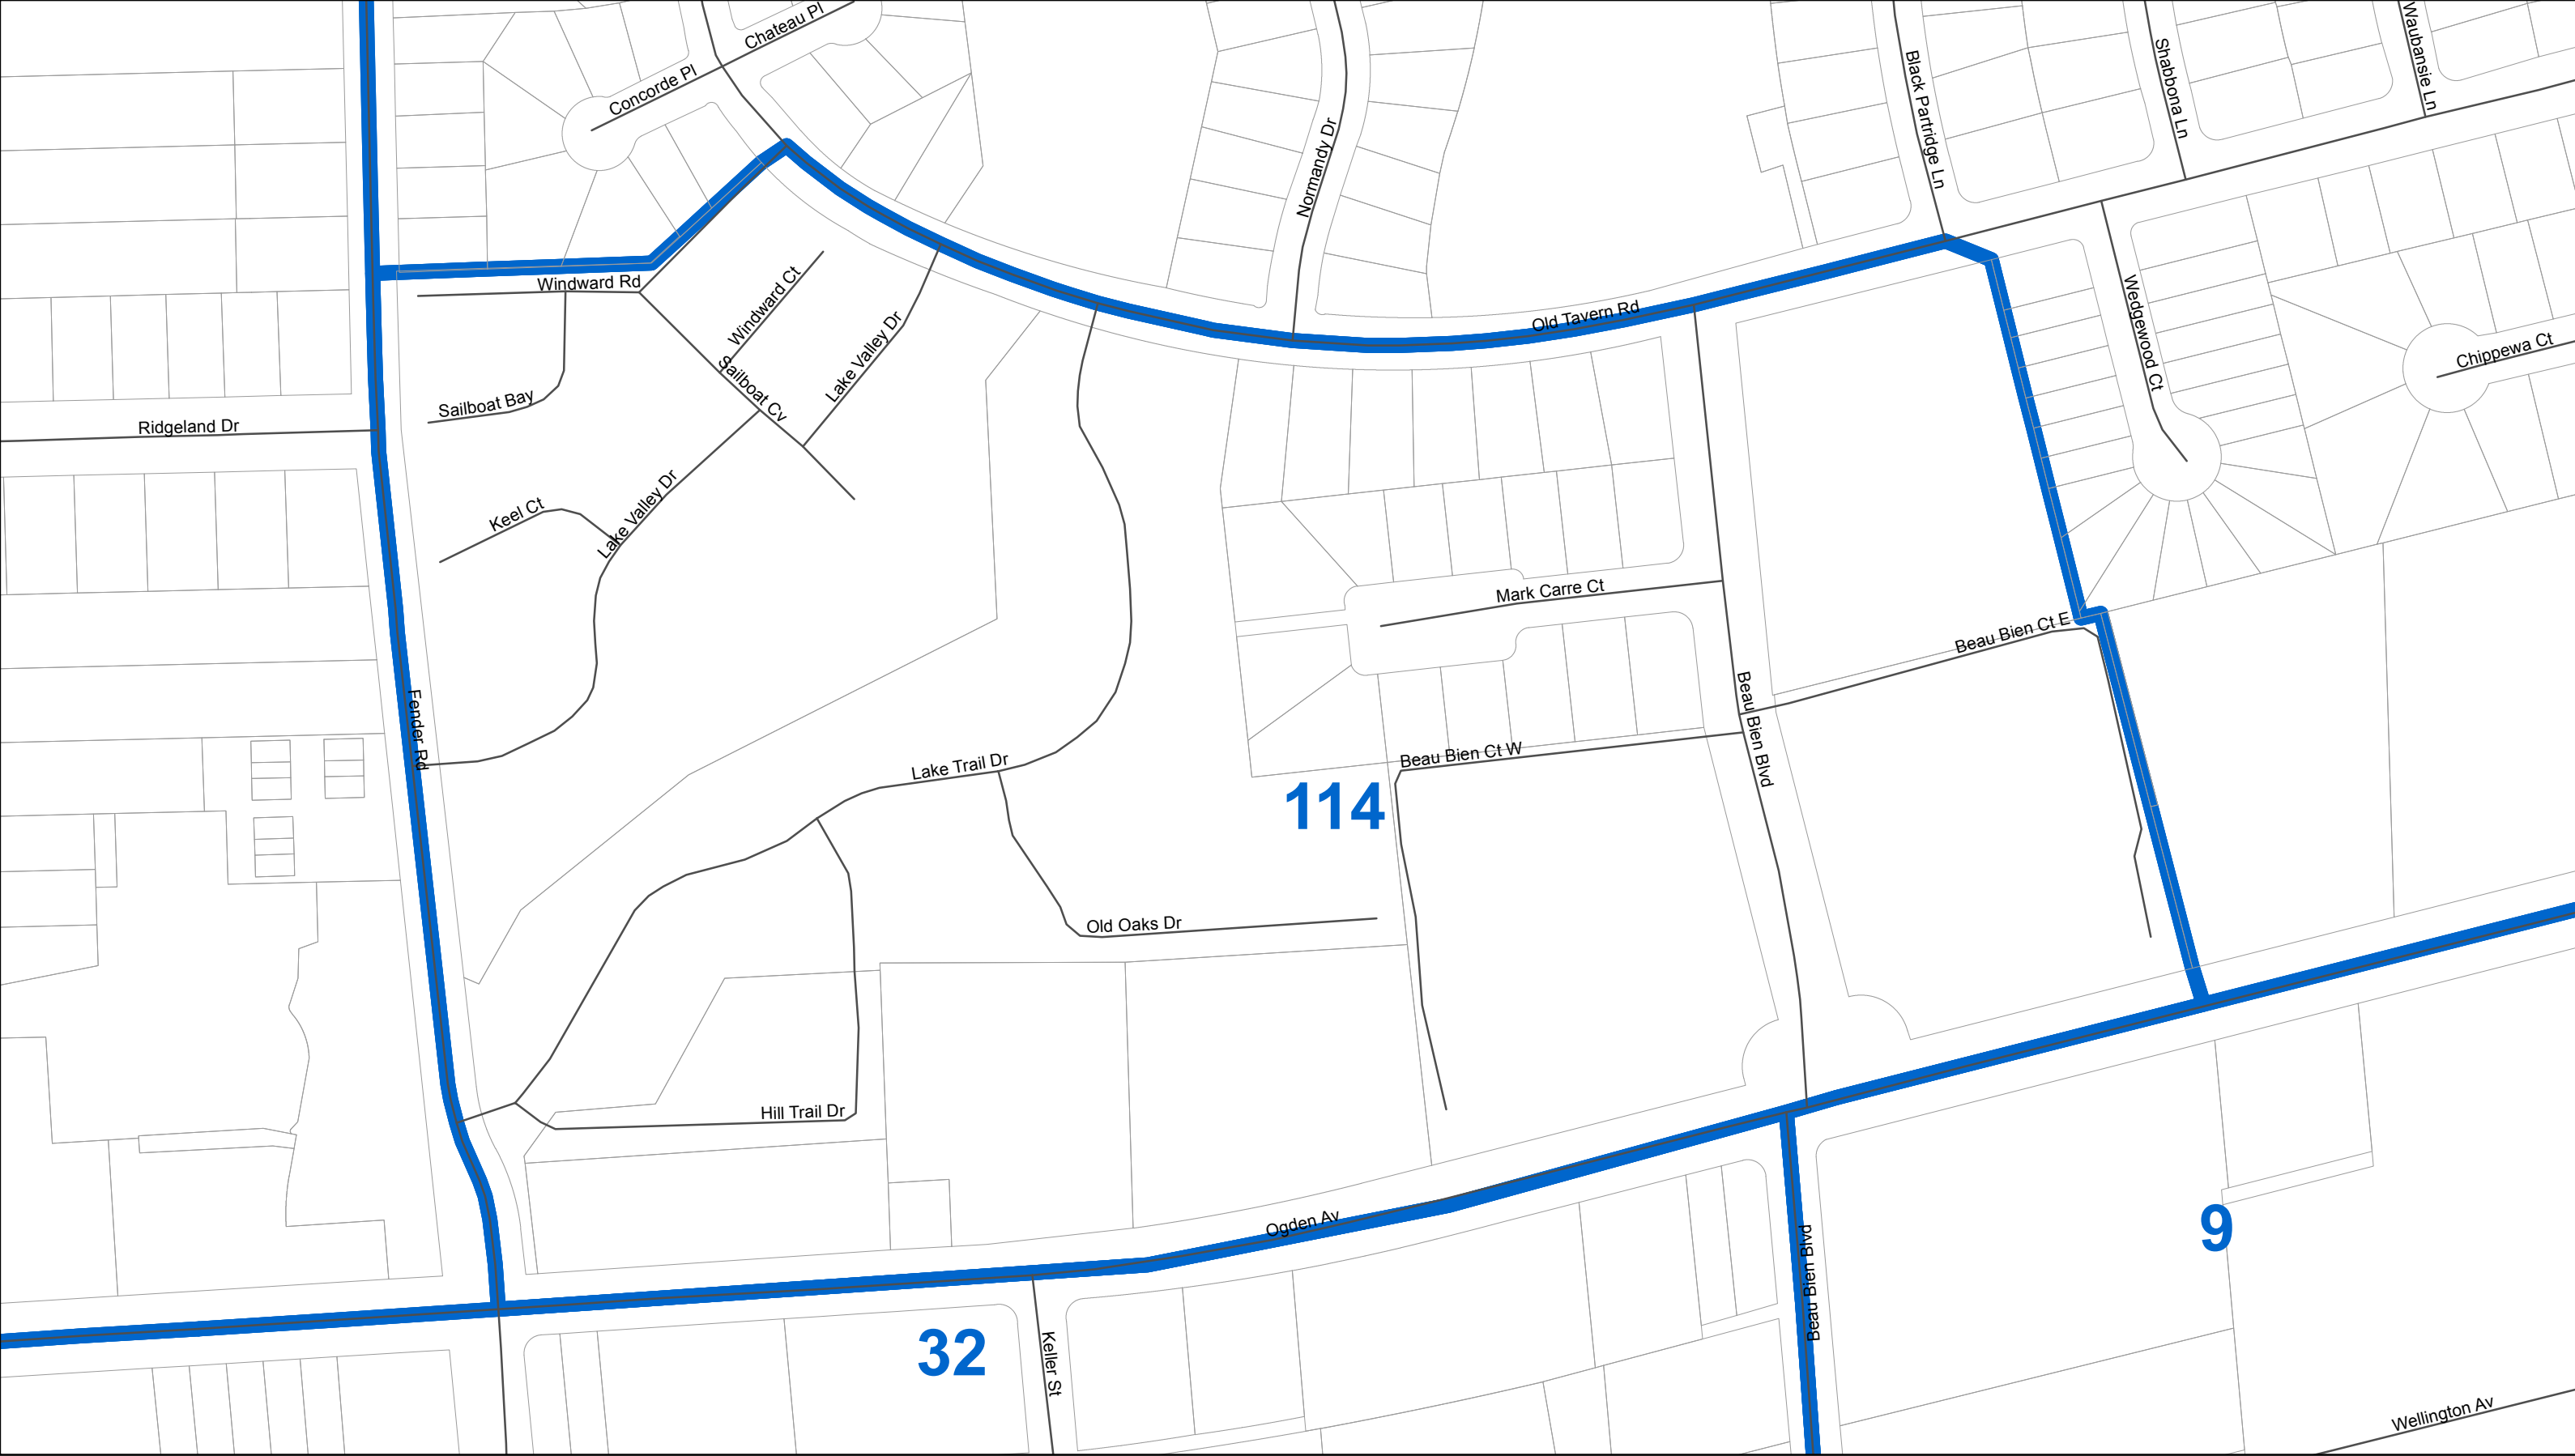 Chateau Pl
Concorde Pl
Normandy Dr
Black Partridge Ln
Shabbona Ln
Waubansie Ln
Windward Rd
Windward Ct
Lake Valley Dr
Sailboat Cv
Sailboat Bay
Old Tavern Rd
Wedgewood Ct
Chippewa Ct
Ridgeland Dr
Keel Ct
Lake Valley Dr
Mark Carre Ct
Beau Bien Ct E
Fender Rd
Beau Bien Blvd
Beau Bien Ct W
Lake Trail Dr
114
Old Oaks Dr
Hill Trail Dr
Ogden Av
9
Beau Bien Blvd
32
Keller St
Wellington Av